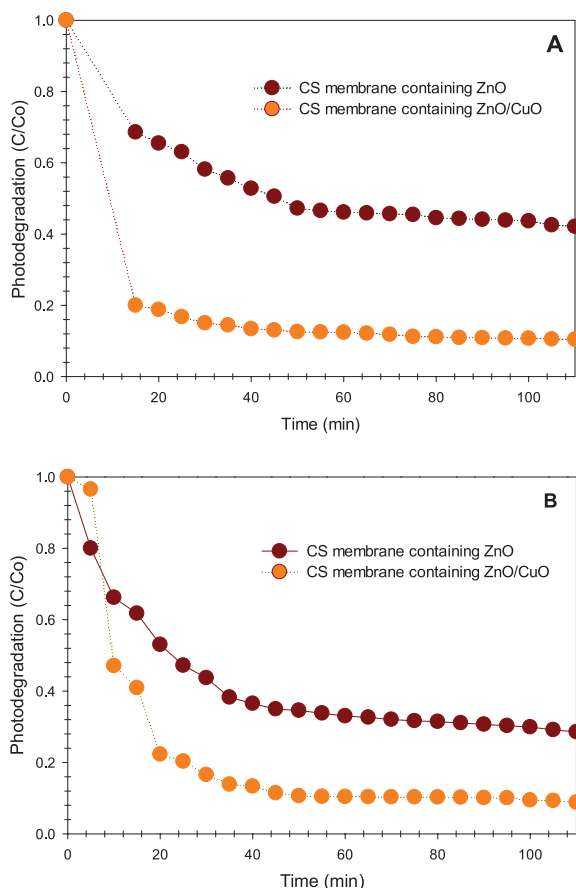 A
CS membrane containing ZnO
CS membrane containing ZnO/CuO
Photodegradation (C/Co)
1.0
0.8
0.6
0.4
0.2
0.0
0 20 40 60 80 100
Time (min)
B
CS membrane containing ZnO
CS membrane containing ZnO/CuO
Photodegradation (C/Co)
1.0
0.8
0.6
0.4
0.2
0.0
0 20 40 60 80 100
Time (min)